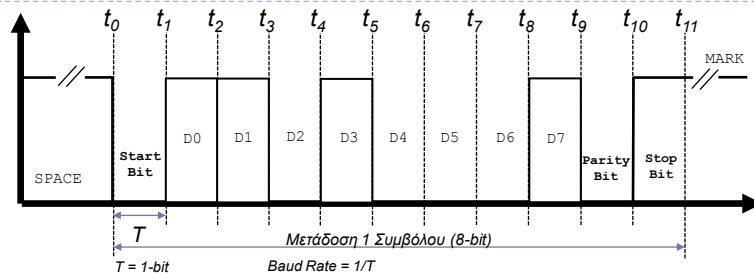 t0 t1 t2 t3 t4 t5 t6 t7 t8 t9 t10 t11
MARK
D0 D1 D2 D3 D4 D5 D6 D7
Start Bit
Parity Bit
Stop Bit
SPACE
T
Μετάδοση 1 Συμβόλου (8-bit)
T = 1-bit
Baud Rate = 1/T